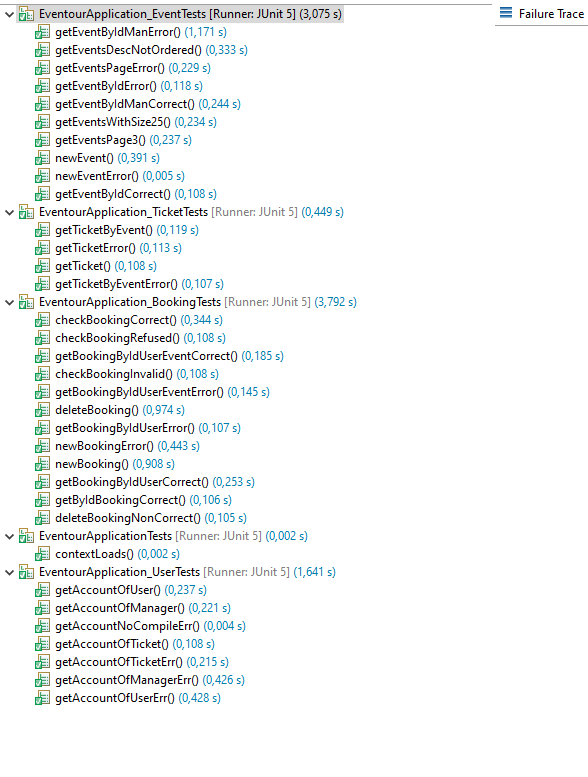 EventourApplication_EventTests [Runner: JUnit 5] (3,075 s)
Failure Trace
getEventByIdManError() (1,171 s)
getEventsDescNotOrdered() (0,333 s)
getEventsPageError() (0,229 s)
getEventByIdError() (0,118 s)
getEventByIdManCorrect() (0,244 s)
getEventsWithSize25() (0,234 s)
getEventsPage3() (0,237 s)
newEvent() (0,391 s)
newEventError() (0,005 s)
getEventByIdCorrect() (0,108 s)
EventourApplication_TicketTests [Runner: JUnit 5] (0,449 s)
getTicketByEvent() (0,119 s)
getTicketError() (0,113 s)
getTicket() (0,108 s)
getTicketByEventError() (0,107 s)
EventourApplication_BookingTests [Runner: JUnit 5] (3,792 s)
checkBookingCorrect() (0,344 s)
checkBookingRefused() (0,108 s)
getBookingByIdUserEventCorrect() (0,185 s)
checkBookingInvalid() (0,108 s)
getBookingByIdUserEventError() (0,145 s)
deleteBooking() (0,974 s)
getBookingByIdUserError() (0,107 s)
newBookingError() (0,443 s)
newBooking() (0,908 s)
getBookingByIdUserCorrect() (0,253 s)
getByIdBookingCorrect() (0,106 s)
deleteBookingNonCorrect() (0,105 s)
EventourApplicationTests [Runner: JUnit 5] (0,002 s)
contextLoads() (0,002 s)
EventourApplication_UserTests [Runner: JUnit 5] (1,641 s)
getAccountOfUser() (0,237 s)
getAccountOfManager() (0,221 s)
getAccountNoCompileErr() (0,004 s)
getAccountOfTicket() (0,108 s)
getAccountOfTicketErr() (0,215 s)
getAccountOfManagerErr() (0,426 s)
getAccountOfUserErr() (0,428 s)